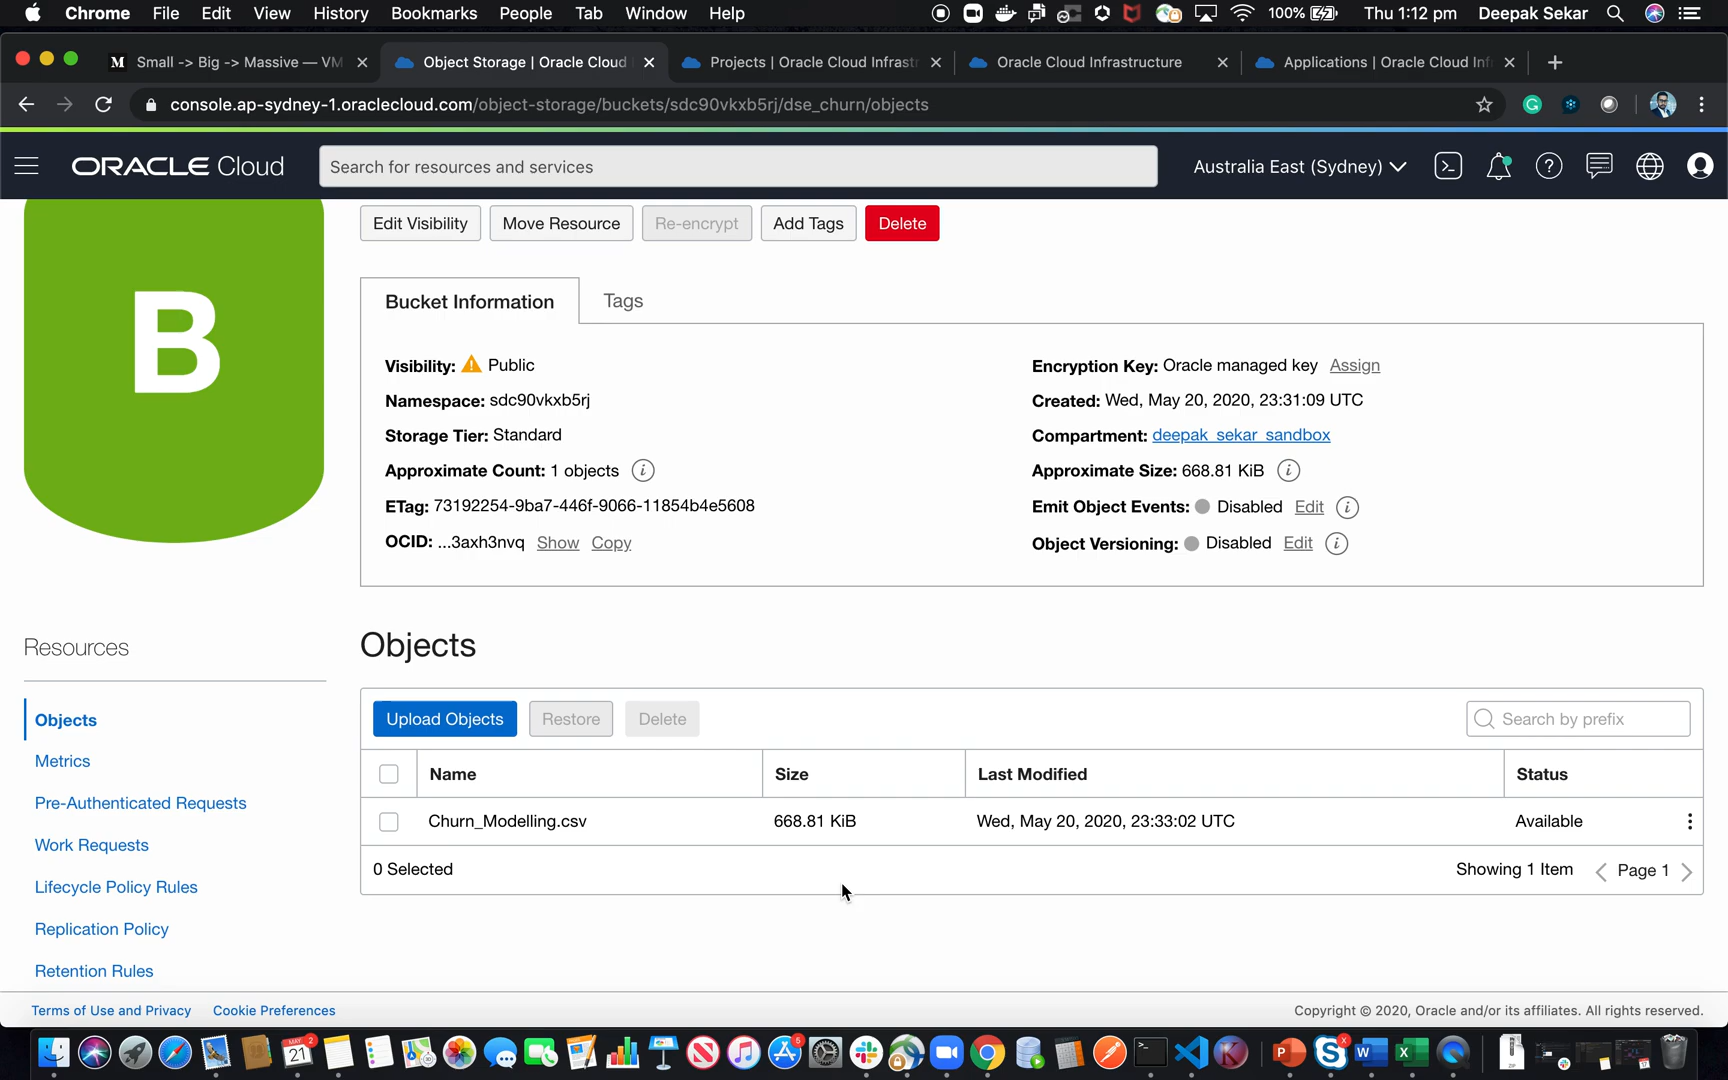 Chrome File Edit View History Bookmarks People Tab Window Help 100% Thu 1:12 pm Deepak Sekar
M Small -> Big -> Massive — VM Object Storage | Oracle Cloud Projects | Oracle Cloud Infrastr Oracle Cloud Infrastructure Applications | Oracle Cloud Inf
console.ap-sydney-1.oraclecloud.com/object-storage/buckets/sdc90vkxb5rj/dse_churn/objects
ORACLE Cloud Search for resources and services Australia East (Sydney)
Edit Visibility Move Resource Re-encrypt Add Tags Delete
B
Bucket Information Tags
Visibility: Public Encryption Key: Oracle managed key Assign
Namespace: sdc90vkxb5rj Created: Wed, May 20, 2020, 23:31:09 UTC
Storage Tier: Standard Compartment: deepak_sekar_sandbox
Approximate Count: 1 objects i Approximate Size: 668.81 KiB i
ETag: 73192254-9ba7-446f-9066-11854b4e5608 Emit Object Events: Disabled Edit i
OCID: ...3axh3nvq Show Copy Object Versioning: Disabled Edit i
Resources
Objects
Objects
Metrics
Pre-Authenticated Requests
Work Requests
Lifecycle Policy Rules
Replication Policy
Retention Rules
Upload Objects Restore Delete Search by prefix
Name Size Last Modified Status
Churn_Modelling.csv 668.81 KiB Wed, May 20, 2020, 23:33:02 UTC Available
0 Selected Showing 1 Item Page 1
Terms of Use and Privacy Cookie Preferences Copyright © 2020, Oracle and/or its affiliates. All rights reserved.